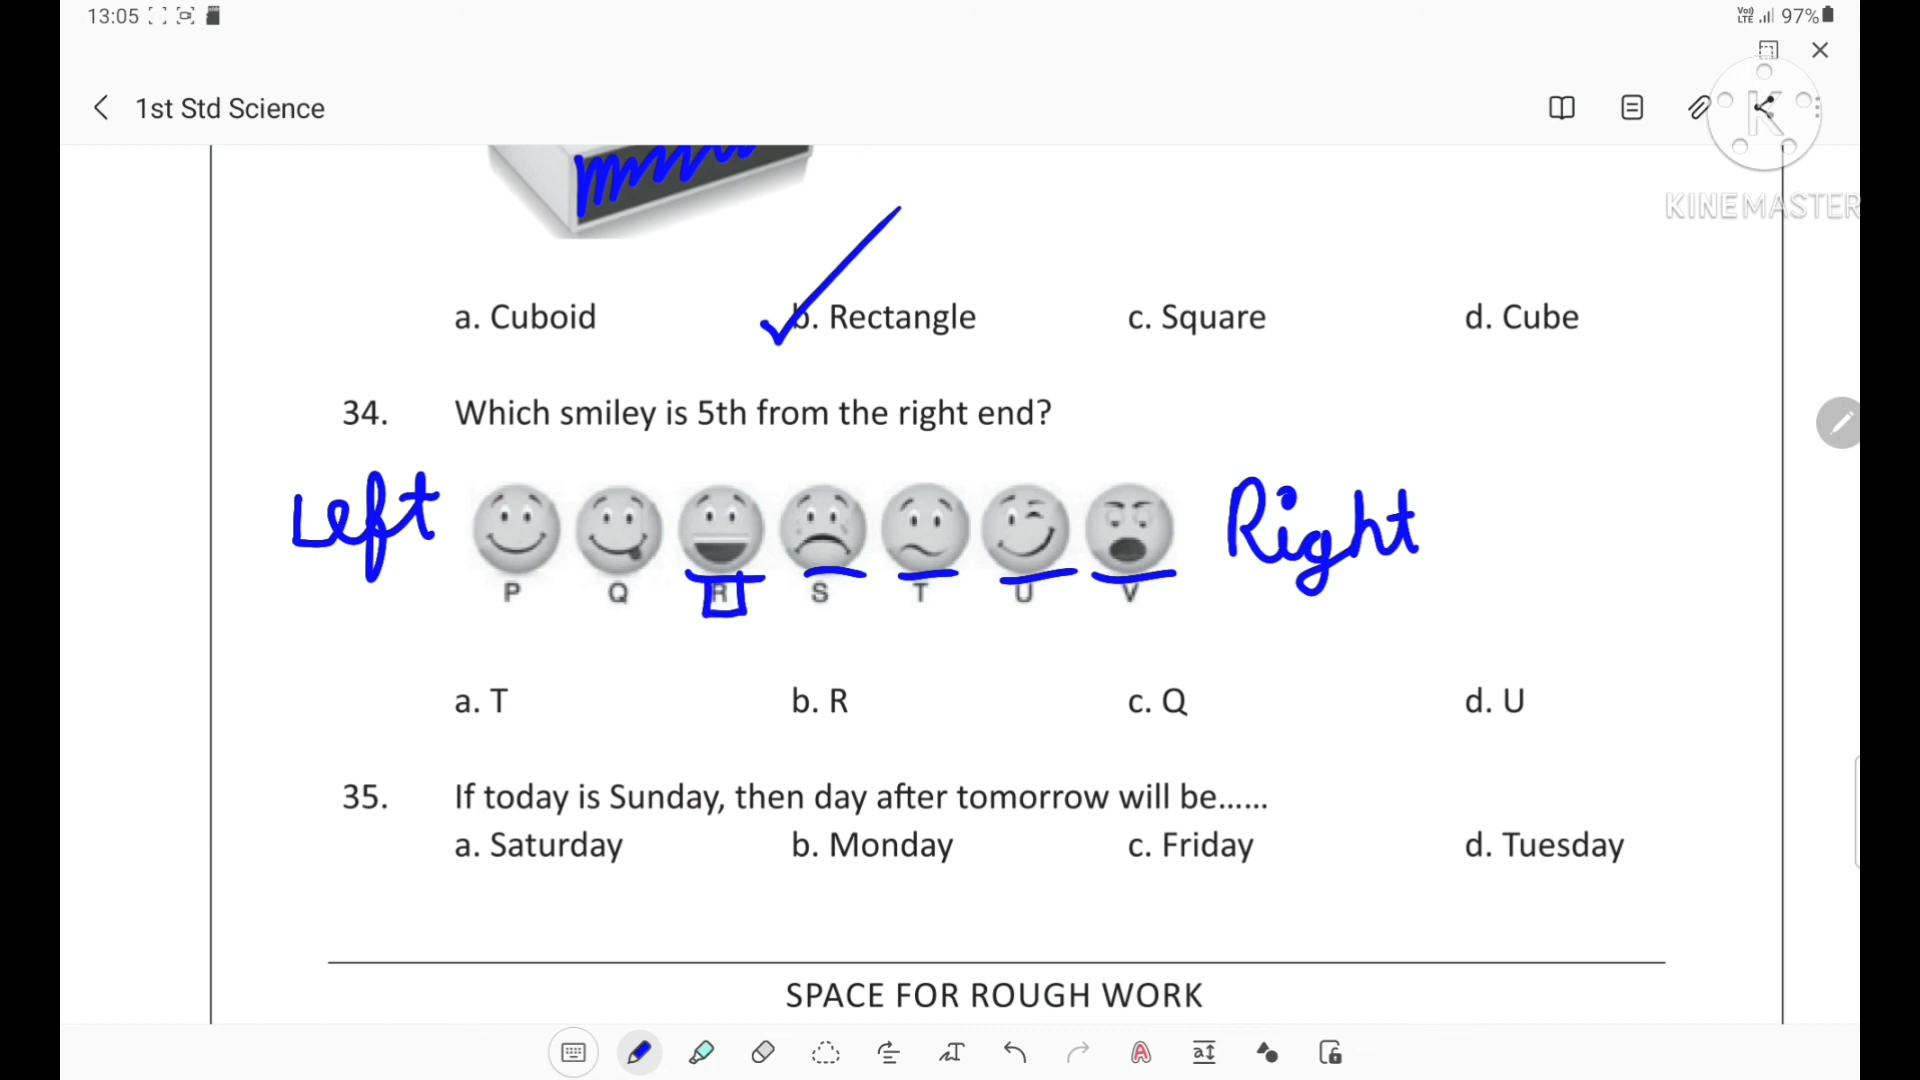 13:05 97%
VoLTE
1st Std Science
K
KINEMASTER
a. Cuboid b. Rectangle c. Square d. Cube
34. Which smiley is 5th from the right end?
Left Right
P Q R S T U V
a. T b. R c. Q d. U
35. If today is Sunday, then day after tomorrow will be......
a. Saturday b. Monday c. Friday d. Tuesday
SPACE FOR ROUGH WORK